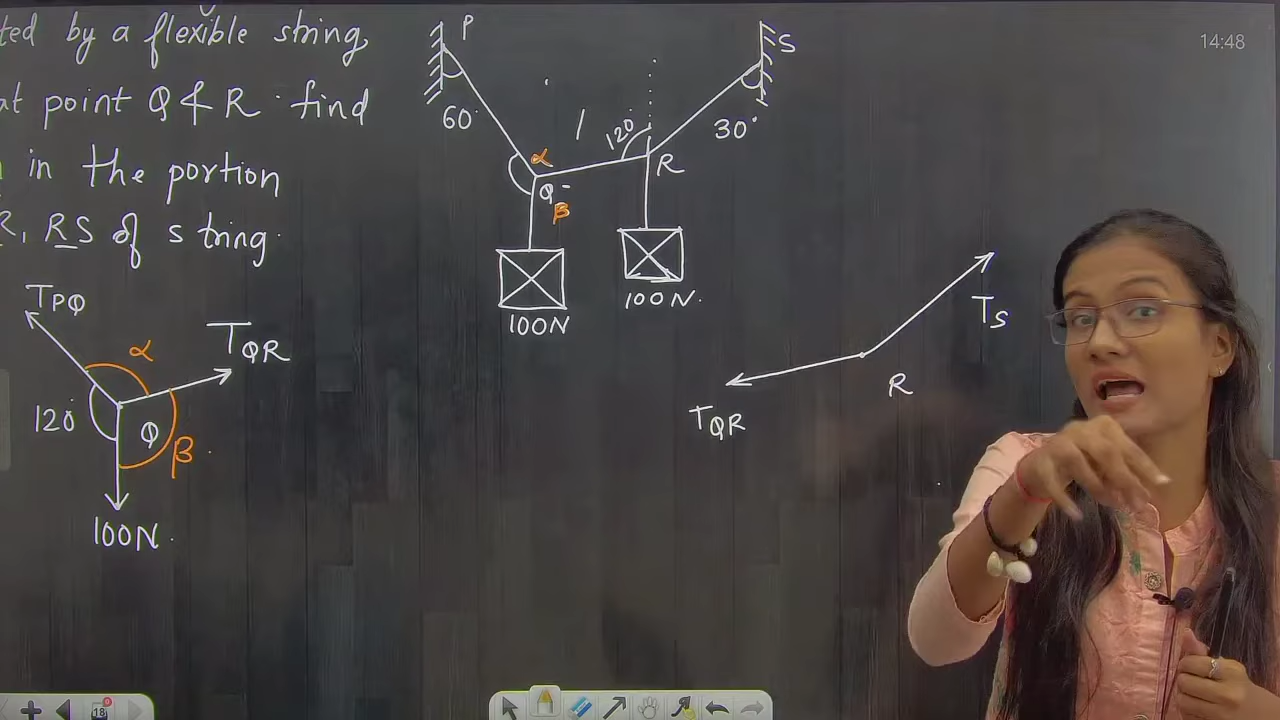 ted by a flexible string,
at point Q & R. find
in the portion
R, RS of string.
P
S
60°
120°
30°
α
R
Q
β
100N
100N.
14:48
TPQ
α
TQR
120°
Q
β
100N.
TS
R
TQR
18